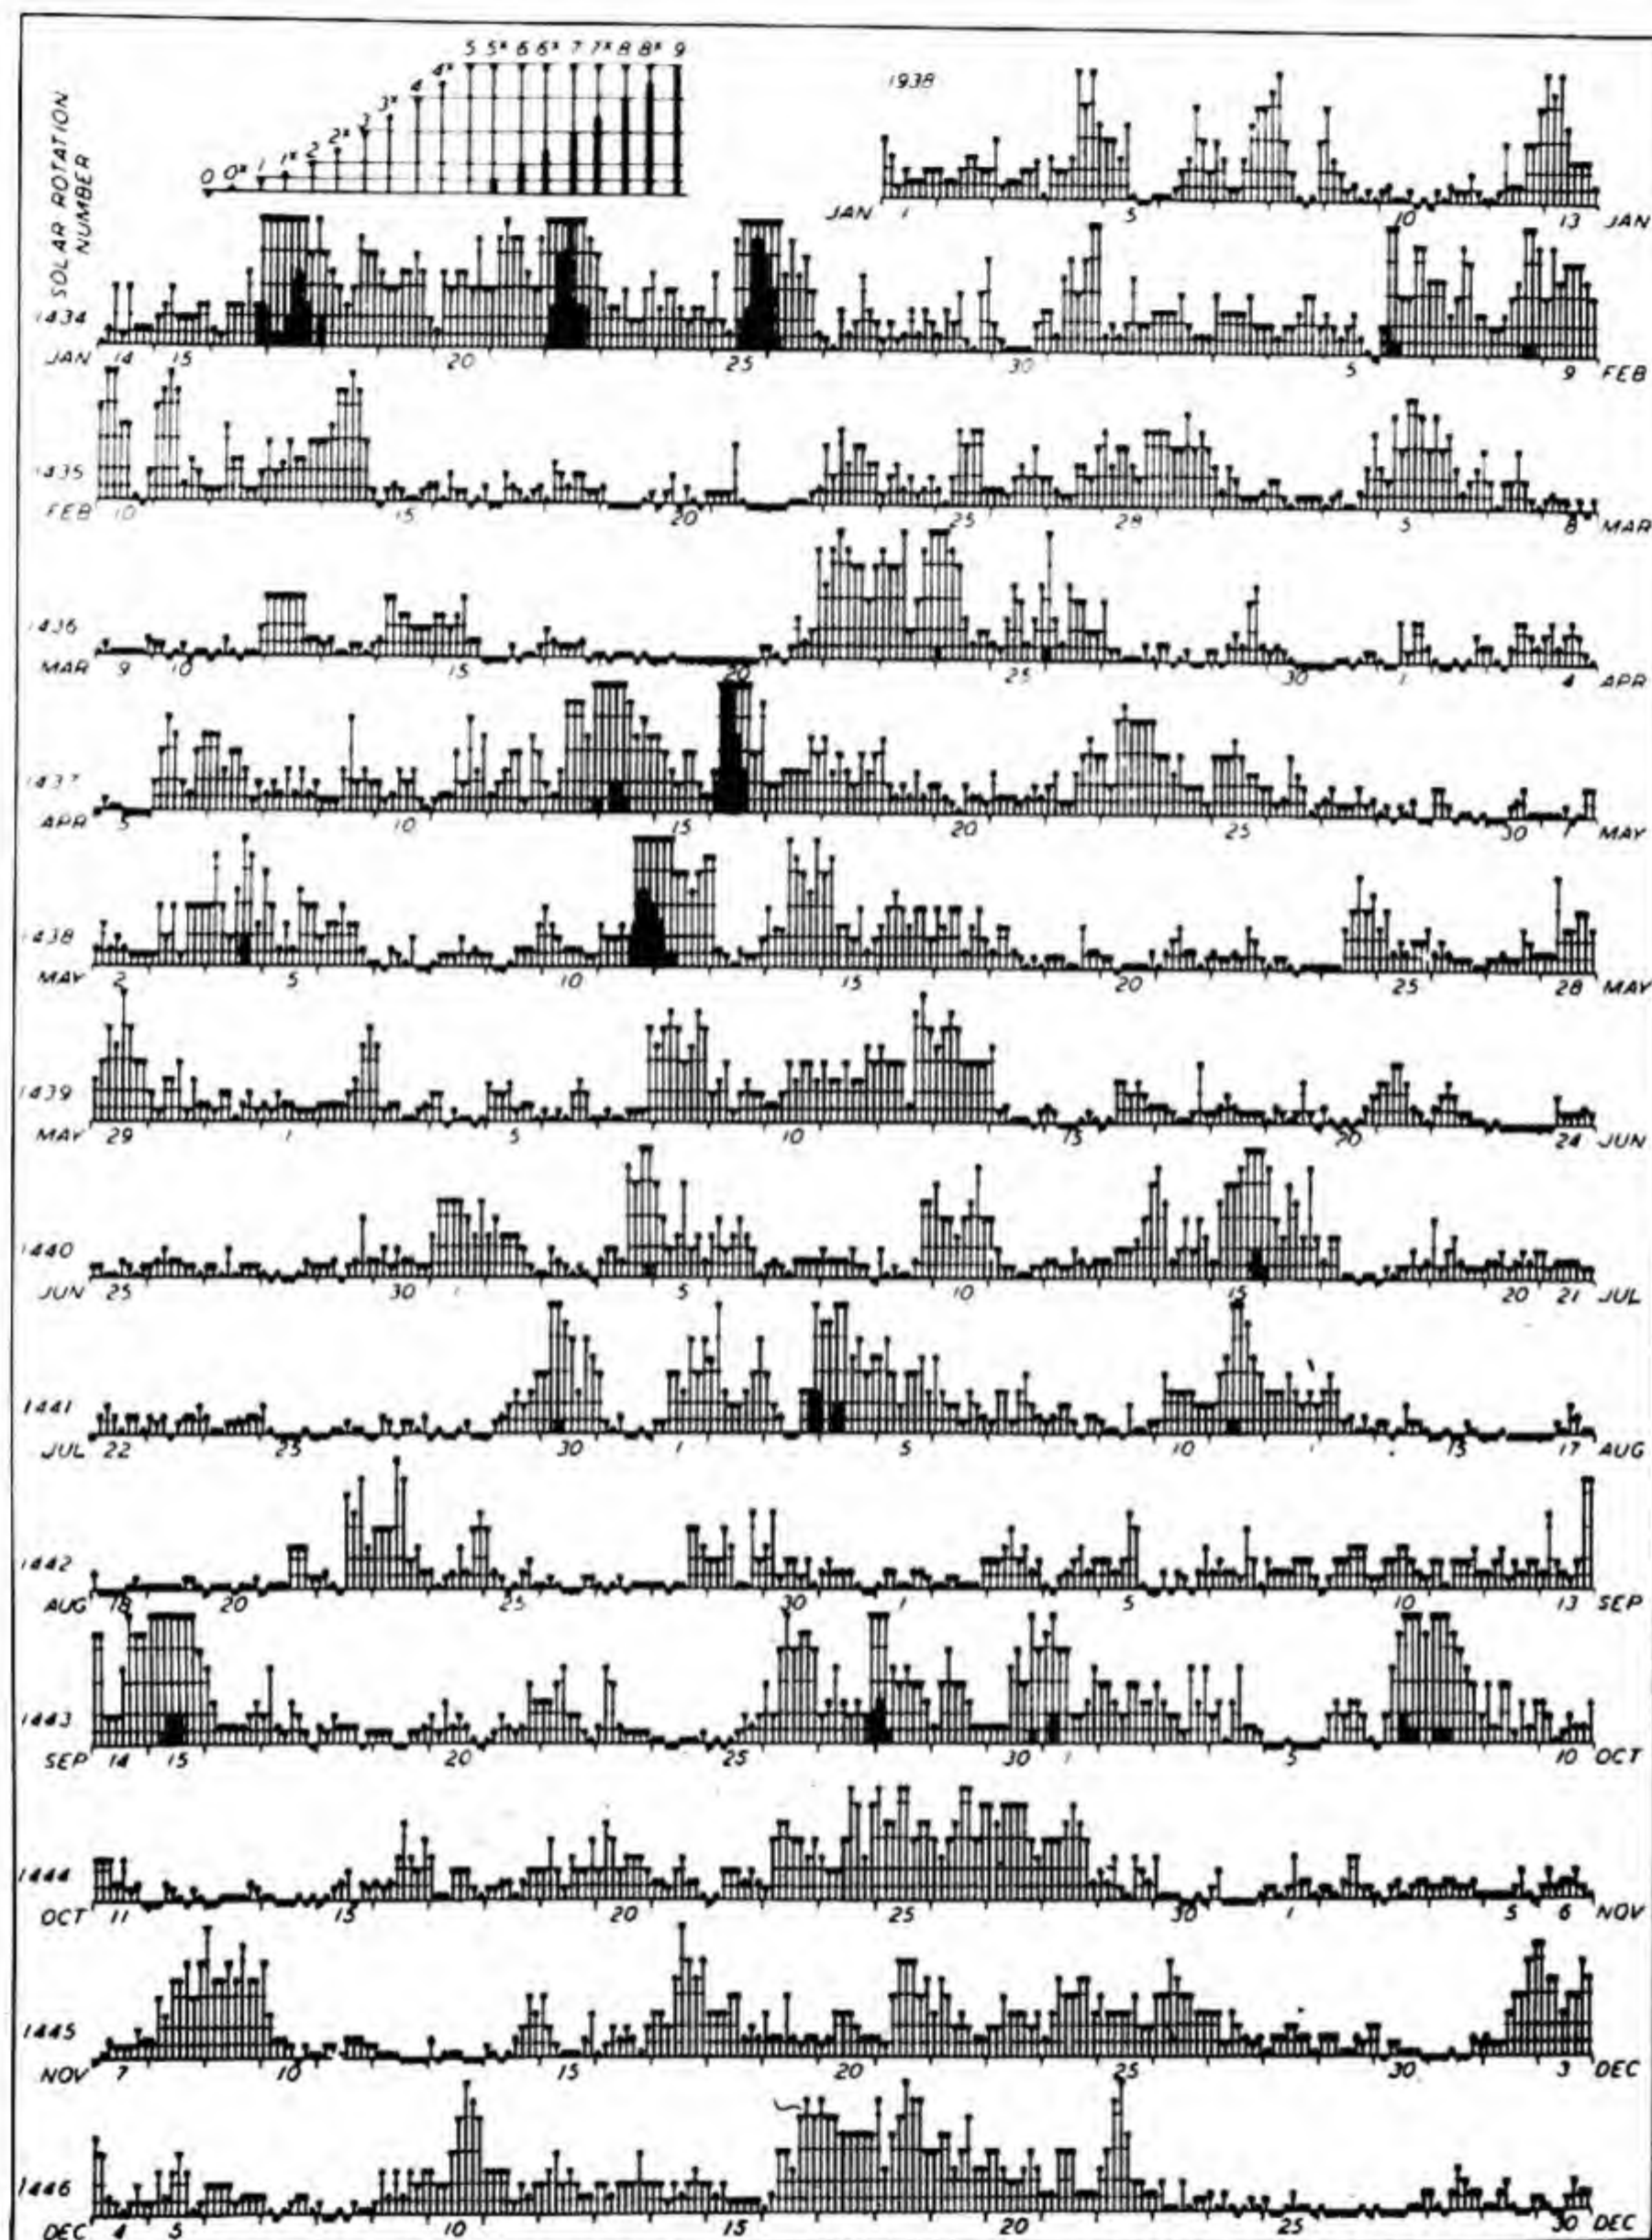 5 5x 6 6x 7 7x 8 8x 9
4x
4
3x
3
2x
2
1x
1
0x
0
SOLAR ROTATION
NUMBER
1938
JAN 1 5 10 13 JAN
1434
JAN 14 15 20 25 30 5 9 FEB
1435
FEB 10 15 20 25 28 5 8 MAR
1436
MAR 9 10 15 20 25 30 1 4 APR
1437
APR 5 10 15 20 25 30 1 MAY
1438
MAY 2 5 10 15 20 25 28 MAY
1439
MAY 29 1 5 10 15 20 24 JUN
1440
JUN 25 30 1 5 10 15 20 21 JUL
1441
JUL 22 25 30 1 5 10 15 17 AUG
1442
AUG 18 20 25 30 1 5 10 13 SEP
1443
SEP 14 15 20 25 30 1 5 10 OCT
1444
OCT 11 15 20 25 30 1 5 6 NOV
1445
NOV 7 10 15 20 25 30 3 DEC
1446
DEC 4 5 10 15 20 25 30 DEC